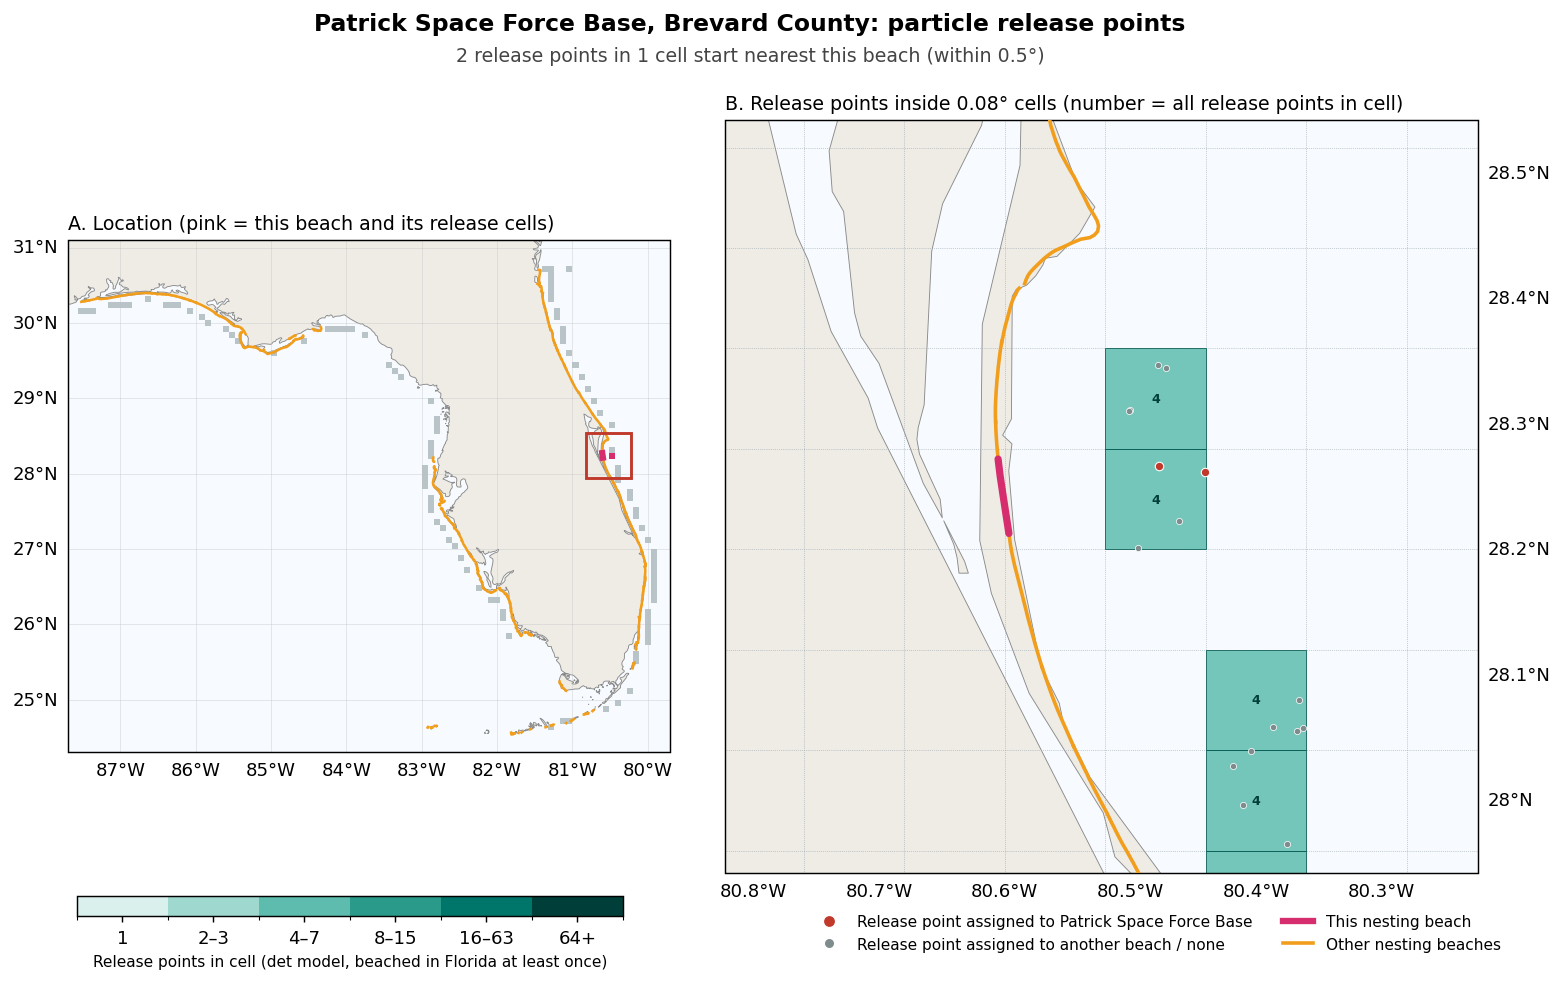 Patrick Space Force Base, Brevard County: particle release points
2 release points in 1 cell start nearest this beach (within 0.5°)
A. Location (pink = this beach and its release cells)
31°N
30°N
29°N
28°N
27°N
26°N
25°N
87°W 86°W 85°W 84°W 83°W 82°W 81°W 80°W
B. Release points inside 0.08° cells (number = all release points in cell)
28.5°N
28.4°N
28.3°N
28.2°N
28.1°N
28°N
4
4
4
4
80.8°W 80.7°W 80.6°W 80.5°W 80.4°W 80.3°W
1 2–3 4–7 8–15 16–63 64+
Release points in cell (det model, beached in Florida at least once)
Release point assigned to Patrick Space Force Base
Release point assigned to another beach / none
This nesting beach
Other nesting beaches